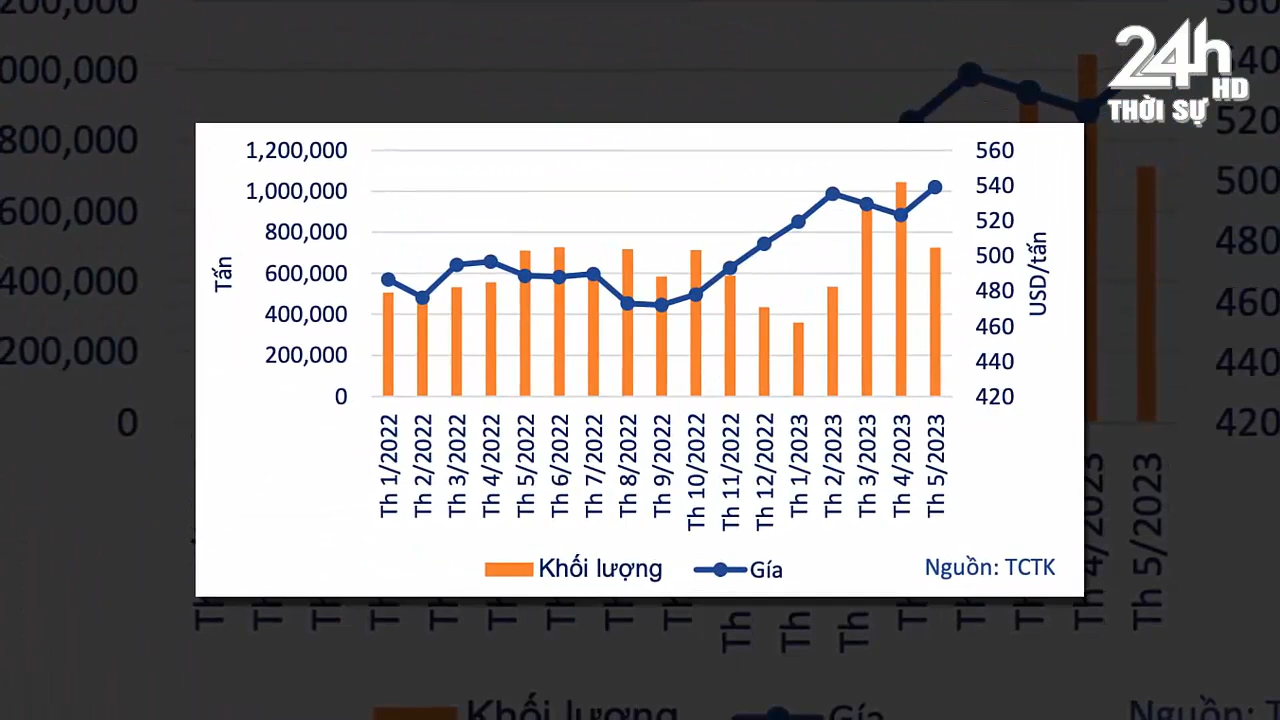 24h
HD
THỜI SỰ
1,200,000
1,000,000
800,000
600,000
400,000
200,000
0
Tấn
560
540
520
500
480
460
440
420
USD/tấn
Th 1/2022
Th 2/2022
Th 3/2022
Th 4/2022
Th 5/2022
Th 6/2022
Th 7/2022
Th 8/2022
Th 9/2022
Th 10/2022
Th 11/2022
Th 12/2022
Th 1/2023
Th 2/2023
Th 3/2023
Th 4/2023
Th 5/2023
Khối lượng
Gía
Nguồn: TCTK